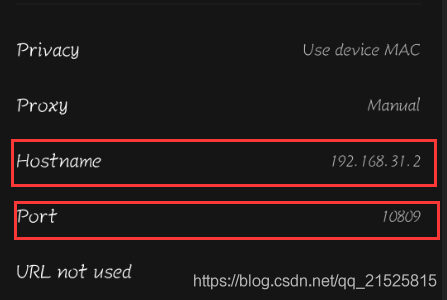 Privacy Use device MAC
Proxy Manual
Hostname 192.168.31.2
Port 10809
URL not used
https://blog.csdn.net/qq_21525815